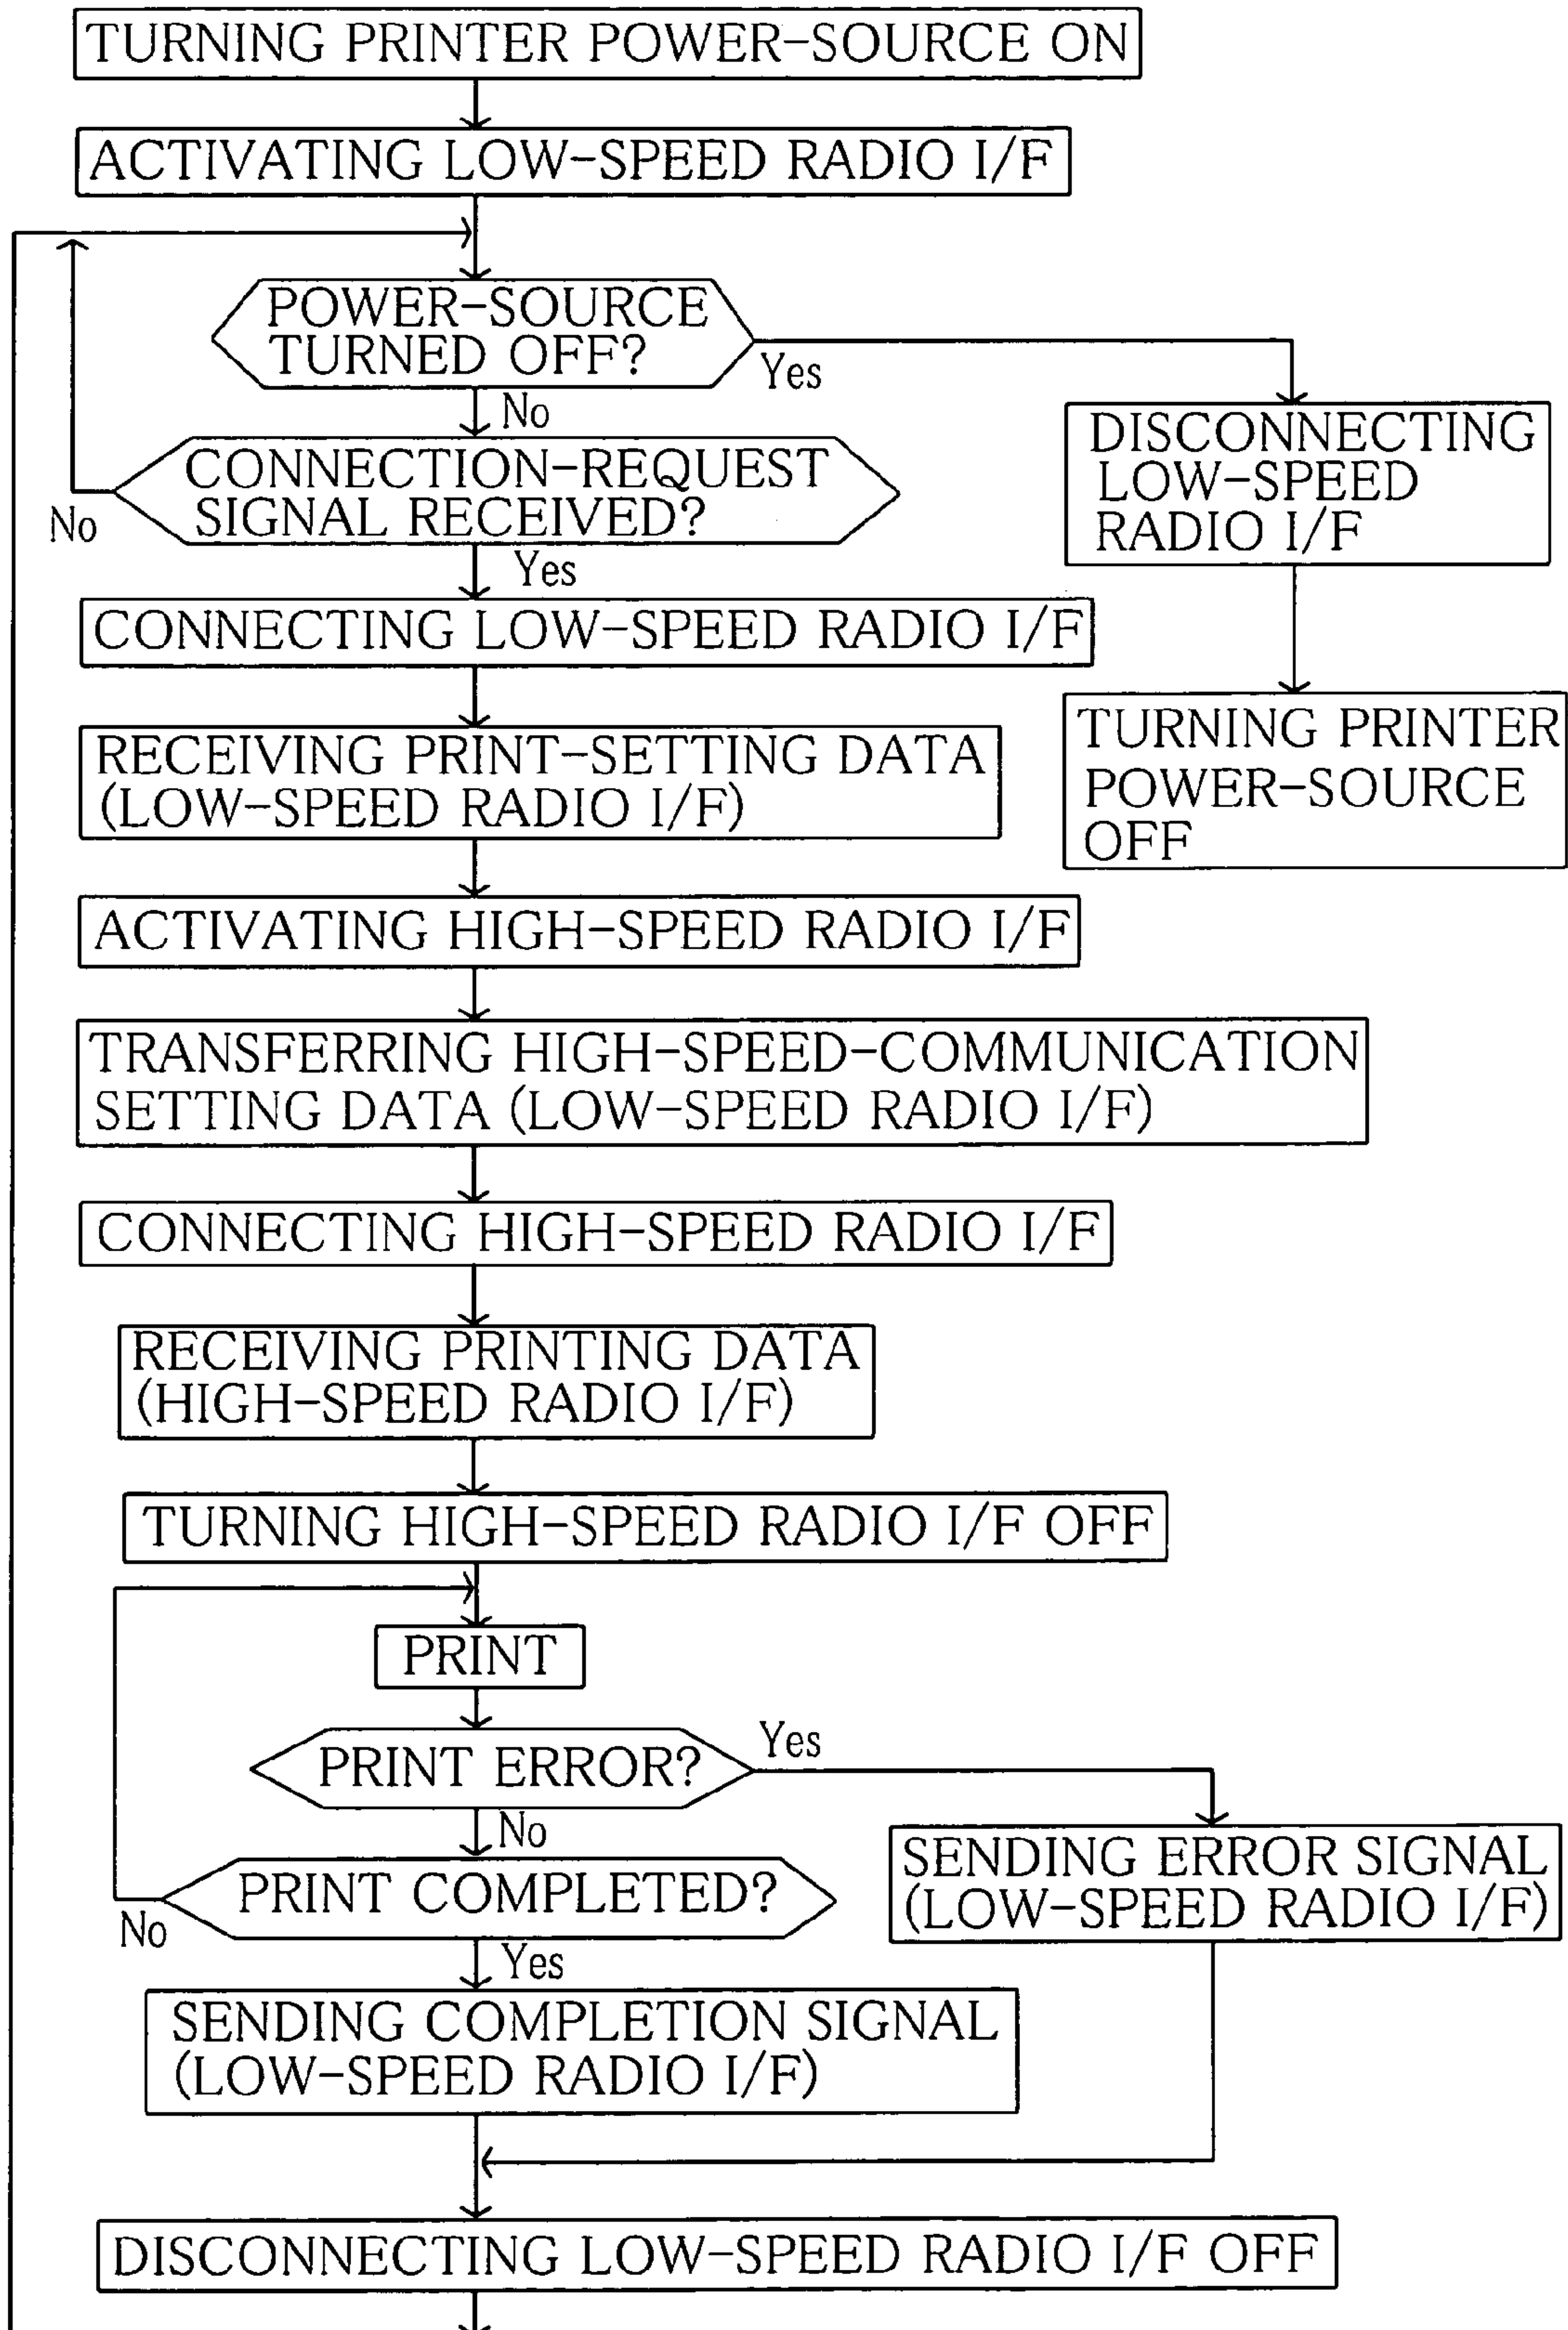 TURNING PRINTER POWER-SOURCE ON
ACTIVATING LOW-SPEED RADIO I/F
POWER-SOURCE
TURNED OFF?
Yes
No
CONNECTION-REQUEST
SIGNAL RECEIVED?
No
Yes
DISCONNECTING
LOW-SPEED
RADIO I/F
CONNECTING LOW-SPEED RADIO I/F
TURNING PRINTER
POWER-SOURCE
OFF
RECEIVING PRINT-SETTING DATA
(LOW-SPEED RADIO I/F)
ACTIVATING HIGH-SPEED RADIO I/F
TRANSFERRING HIGH-SPEED-COMMUNICATION
SETTING DATA (LOW-SPEED RADIO I/F)
CONNECTING HIGH-SPEED RADIO I/F
RECEIVING PRINTING DATA
(HIGH-SPEED RADIO I/F)
TURNING HIGH-SPEED RADIO I/F OFF
PRINT
PRINT ERROR?
Yes
No
SENDING ERROR SIGNAL
(LOW-SPEED RADIO I/F)
PRINT COMPLETED?
No
Yes
SENDING COMPLETION SIGNAL
(LOW-SPEED RADIO I/F)
DISCONNECTING LOW-SPEED RADIO I/F OFF